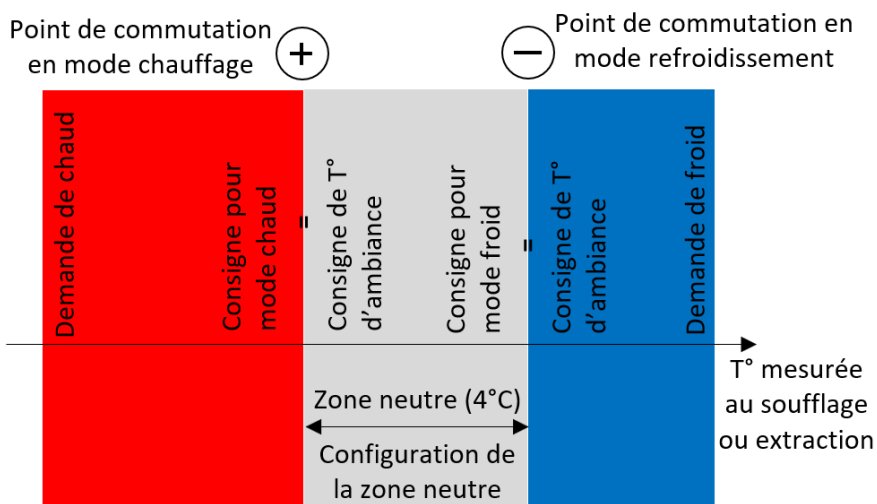 Point de commutation
en mode chauffage
+
−
Point de commutation en
mode refroidissement
Demande de chaud
Consigne pour
mode chaud
=
Consigne de T°
d’ambiance
Consigne pour
mode froid
=
Consigne de T°
d’ambiance
Demande de froid
T° mesurée
au soufflage
ou extraction
Zone neutre (4°C)
Configuration de
la zone neutre